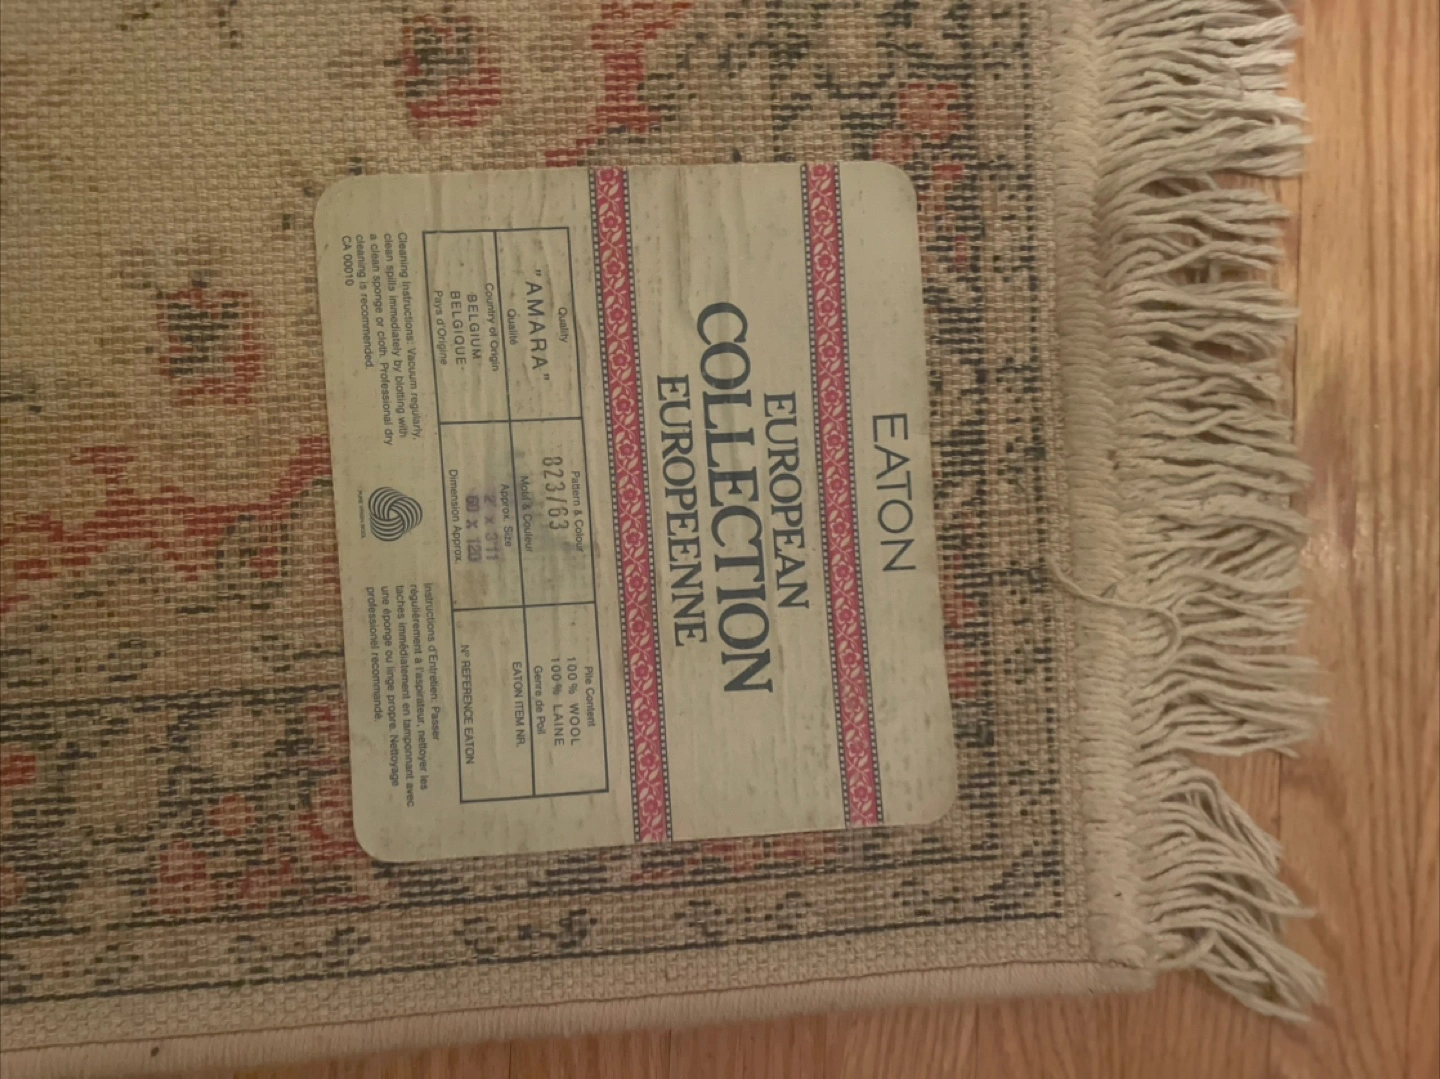 EATON
EUROPEAN
COLLECTION
EUROPEENNE
Quality
"AMARA"
Qualité
Pattern & Colour
823/63
Motif & Couleur
Pile Content
100% WOOL
100% LAINE
Genre de Poil
Country of Origin
BELGIUM
BELGIQUE
Pays d'Origine
Approx. Size
2' x 3'11
60 x 120
Dimension Approx.
EATON ITEM NR.
N° REFERENCE EATON
Cleaning Instructions: Vacuum regularly,
clean spills immediately by blotting with
a clean sponge or cloth. Professional dry
cleaning is recommended.
CA 00010
PURE NEW WOOL
Instructions d'Entretien: Passer
régulièrement à l'aspirateur, nettoyer les
taches immédiatement en tamponnant avec
une éponge ou linge propre. Nettoyage
professionel recommandé.